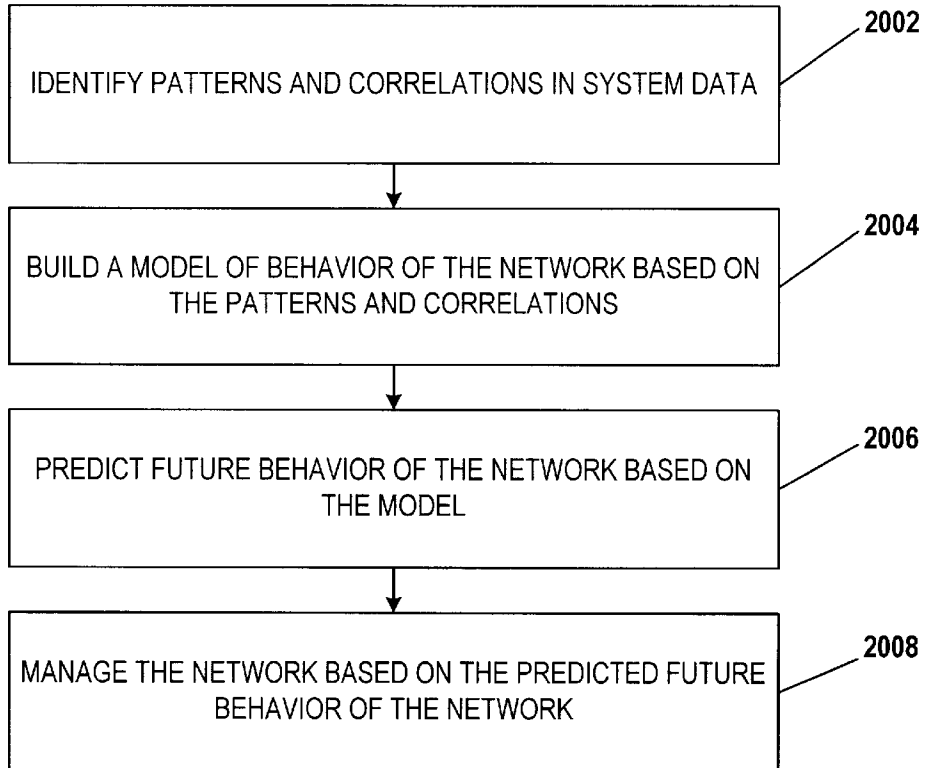 2002
IDENTIFY PATTERNS AND CORRELATIONS IN SYSTEM DATA
2004
BUILD A MODEL OF BEHAVIOR OF THE NETWORK BASED ON
THE PATTERNS AND CORRELATIONS
2006
PREDICT FUTURE BEHAVIOR OF THE NETWORK BASED ON
THE MODEL
2008
MANAGE THE NETWORK BASED ON THE PREDICTED FUTURE
BEHAVIOR OF THE NETWORK